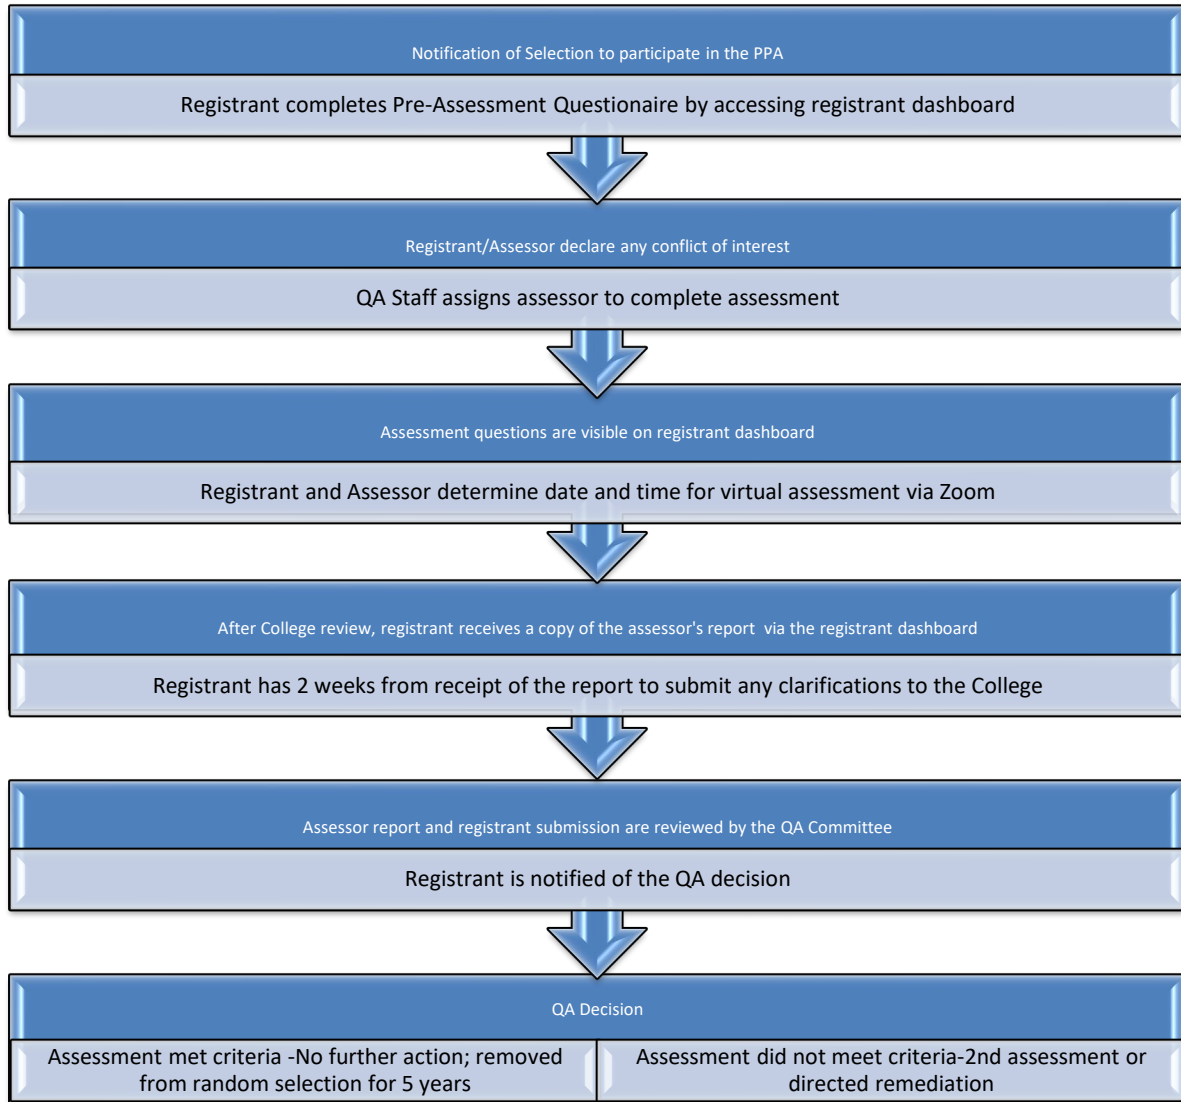 Notification of Selection to participate in the PPA
Registrant completes Pre-Assessment Questionaire by accessing registrant dashboard
Registrant/Assessor declare any conflict of interest
QA Staff assigns assessor to complete assessment
Assessment questions are visible on registrant dashboard
Registrant and Assessor determine date and time for virtual assessment via Zoom
After College review, registrant receives a copy of the assessor's report via the registrant dashboard
Registrant has 2 weeks from receipt of the report to submit any clarifications to the College
Assessor report and registrant submission are reviewed by the QA Committee
Registrant is notified of the QA decision
QA Decision
Assessment met criteria -No further action; removed
from random selection for 5 years
Assessment did not meet criteria-2nd assessment or
directed remediation